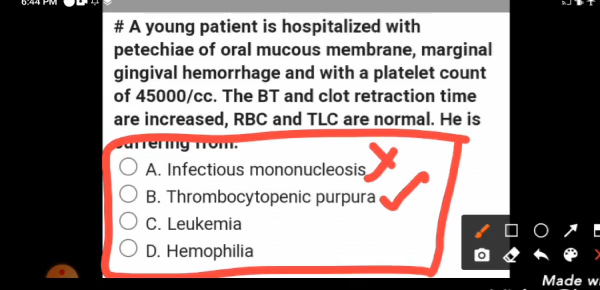 6:44 PM
# A young patient is hospitalized with
petechiae of oral mucous membrane, marginal
gingival hemorrhage and with a platelet count
of 45000/cc. The BT and clot retraction time
are increased, RBC and TLC are normal. He is
suffering from:
A. Infectious mononucleosis
B. Thrombocytopenic purpura
C. Leukemia
D. Hemophilia
Made w